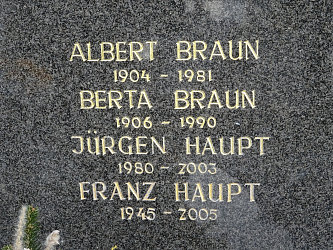 ALBERT BRAUN
1904 - 1981
BERTA BRAUN
1906 - 1990
JÜRGEN HAUPT
1980 - 2003
FRANZ HAUPT
1945 - 2005